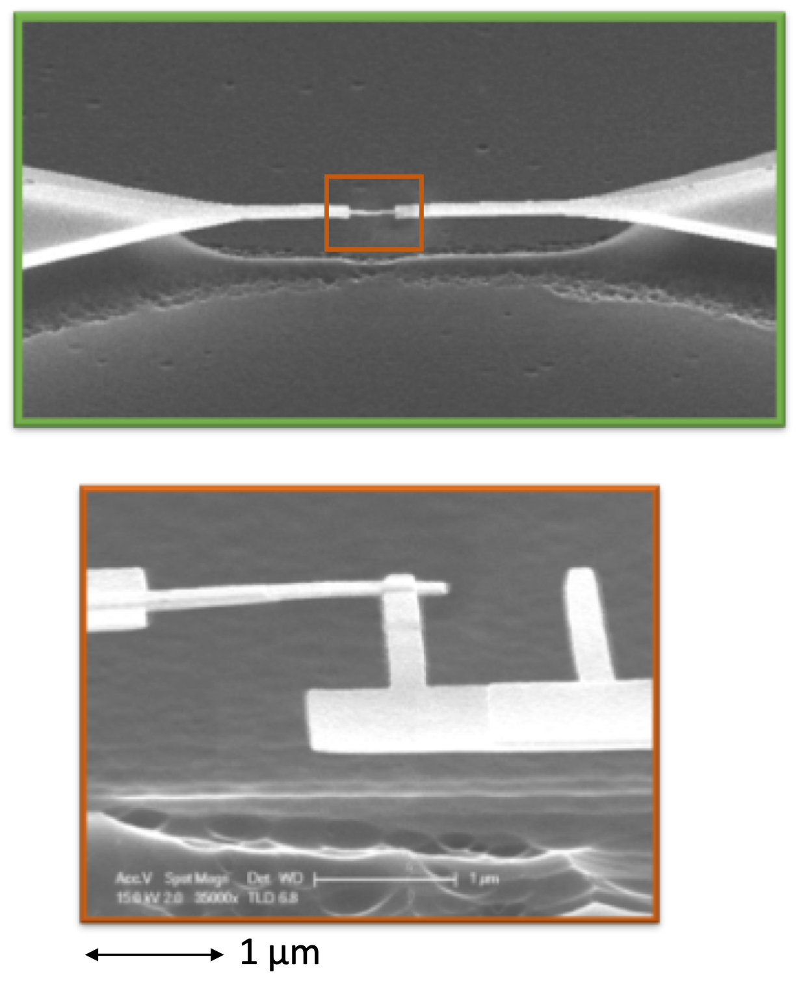 Acc.V Spot Magn Det WD 1 µm
15.0 kV 2.0 35000x TLD 6.8
1 µm